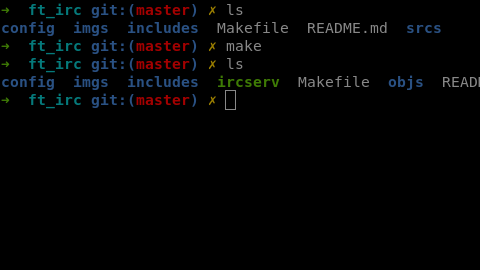 ➜  ft_irc git:(master) ✗ ls
config  imgs  includes  Makefile  README.md  srcs
➜  ft_irc git:(master) ✗ make
➜  ft_irc git:(master) ✗ ls
config  imgs  includes  ircserv  Makefile  objs  READ
➜  ft_irc git:(master) ✗